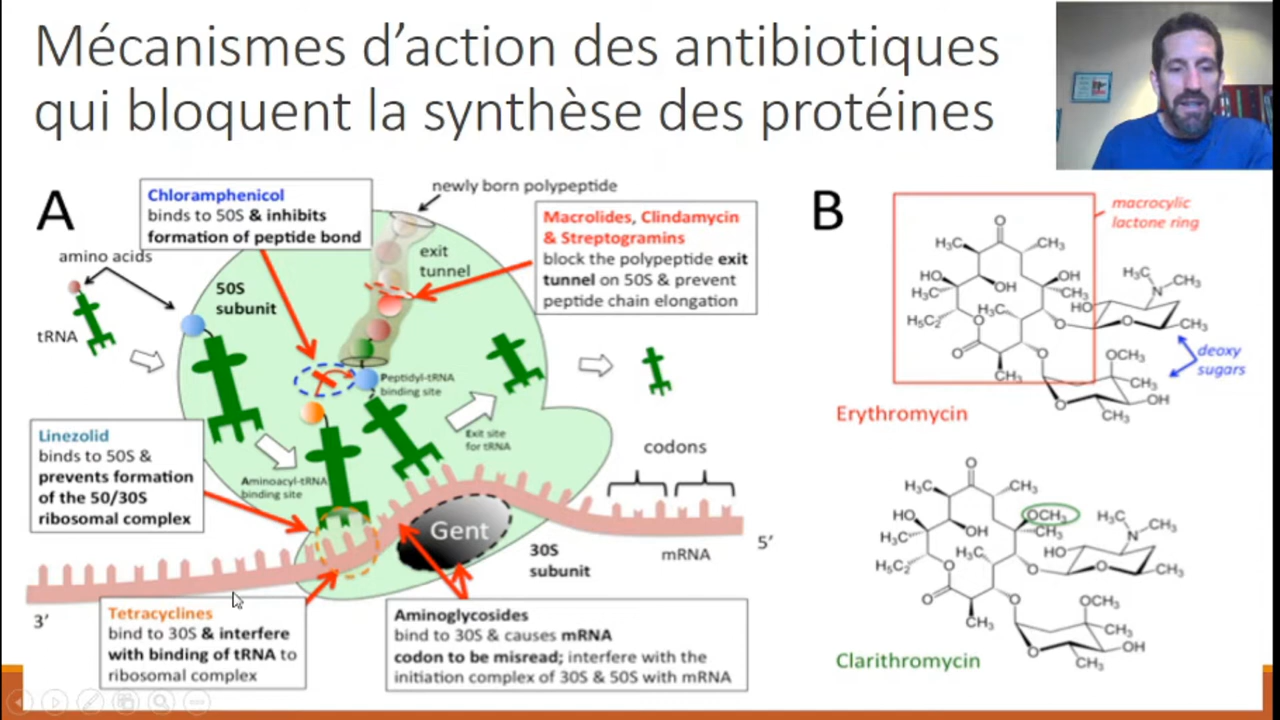 Mécanismes d'action des antibiotiques
qui bloquent la synthèse des protéines
A
Chloramphenicol
binds to 50S & inhibits
formation of peptide bond
newly born polypeptide
Macrolides, Clindamycin
& Streptogramins
block the polypeptide exit
tunnel on 50S & prevent
peptide chain elongation
exit
tunnel
amino acids
50S
subunit
tRNA
Peptidyl-tRNA
binding site
Exit site
for tRNA
Aminoacyl-tRNA
binding site
Linezolid
binds to 50S &
prevents formation
of the 50/30S
ribosomal complex
codons
Gent
30S
subunit
mRNA
5'
3'
Tetracyclines
bind to 30S & interfere
with binding of tRNA to
ribosomal complex
Aminoglycosides
bind to 30S & causes mRNA
codon to be misread; interfere with the
initiation complex of 30S & 50S with mRNA
B
macrocylic
lactone ring
O
H₃C
CH₃
HO
OH
OH
H₃C
CH₃
H₃C
H₅C₂
O
O
O
CH₃
H₃C
N
CH₃
HO
O
CH₃
O
OCH₃
CH₃
OH
O
CH₃
deoxy
sugars
Erythromycin
O
H₃C
CH₃
HO
OH
OCH₃
H₃C
CH₃
H₃C
H₅C₂
O
O
O
CH₃
H₃C
N
CH₃
HO
O
CH₃
O
OCH₃
CH₃
OH
O
CH₃
Clarithromycin